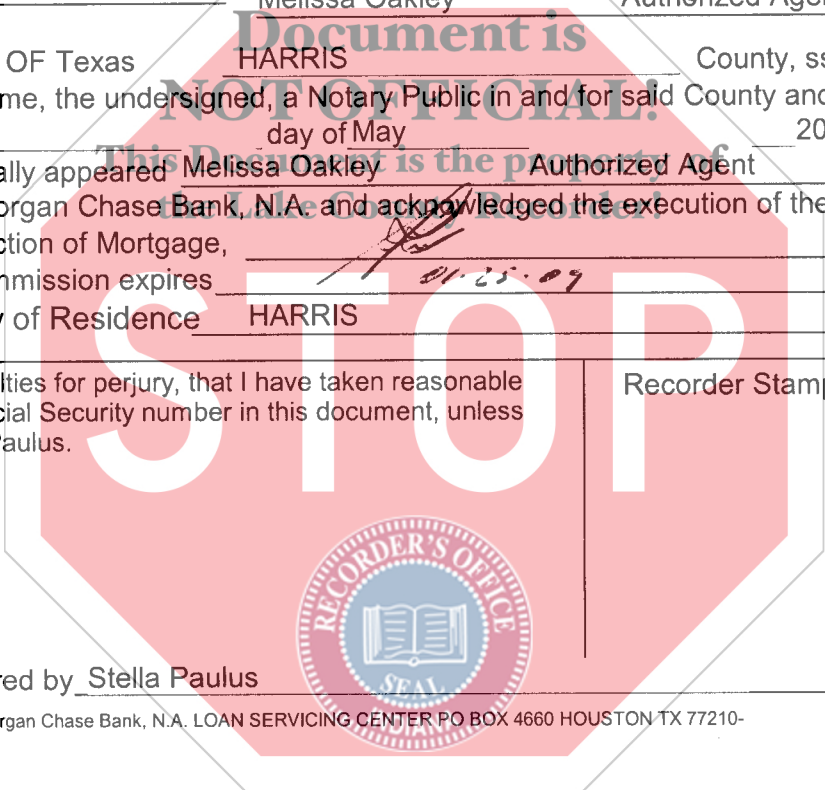 Melissa Oakley Authorized Agen
Document is
OF Texas HARRIS County, ss
NOT OFFICIAL!
me, the undersigned, a Notary Public in and for said County and
day of May 20
This Document is the property of
ally appeared Melissa Oakley Authorized Agent
the Lake County Recorder!
organ Chase Bank, N.A. and acknowledged the execution of the
ction of Mortgage,
mmission expires 01·25·09
y of Residence HARRIS
STOP
lties for perjury, that I have taken reasonable
cial Security number in this document, unless
Paulus.
Recorder Stamp
RECORDER'S OFFICE
SEAL
INDIANA
red by Stella Paulus
rgan Chase Bank, N.A. LOAN SERVICING CENTER PO BOX 4660 HOUSTON TX 77210-